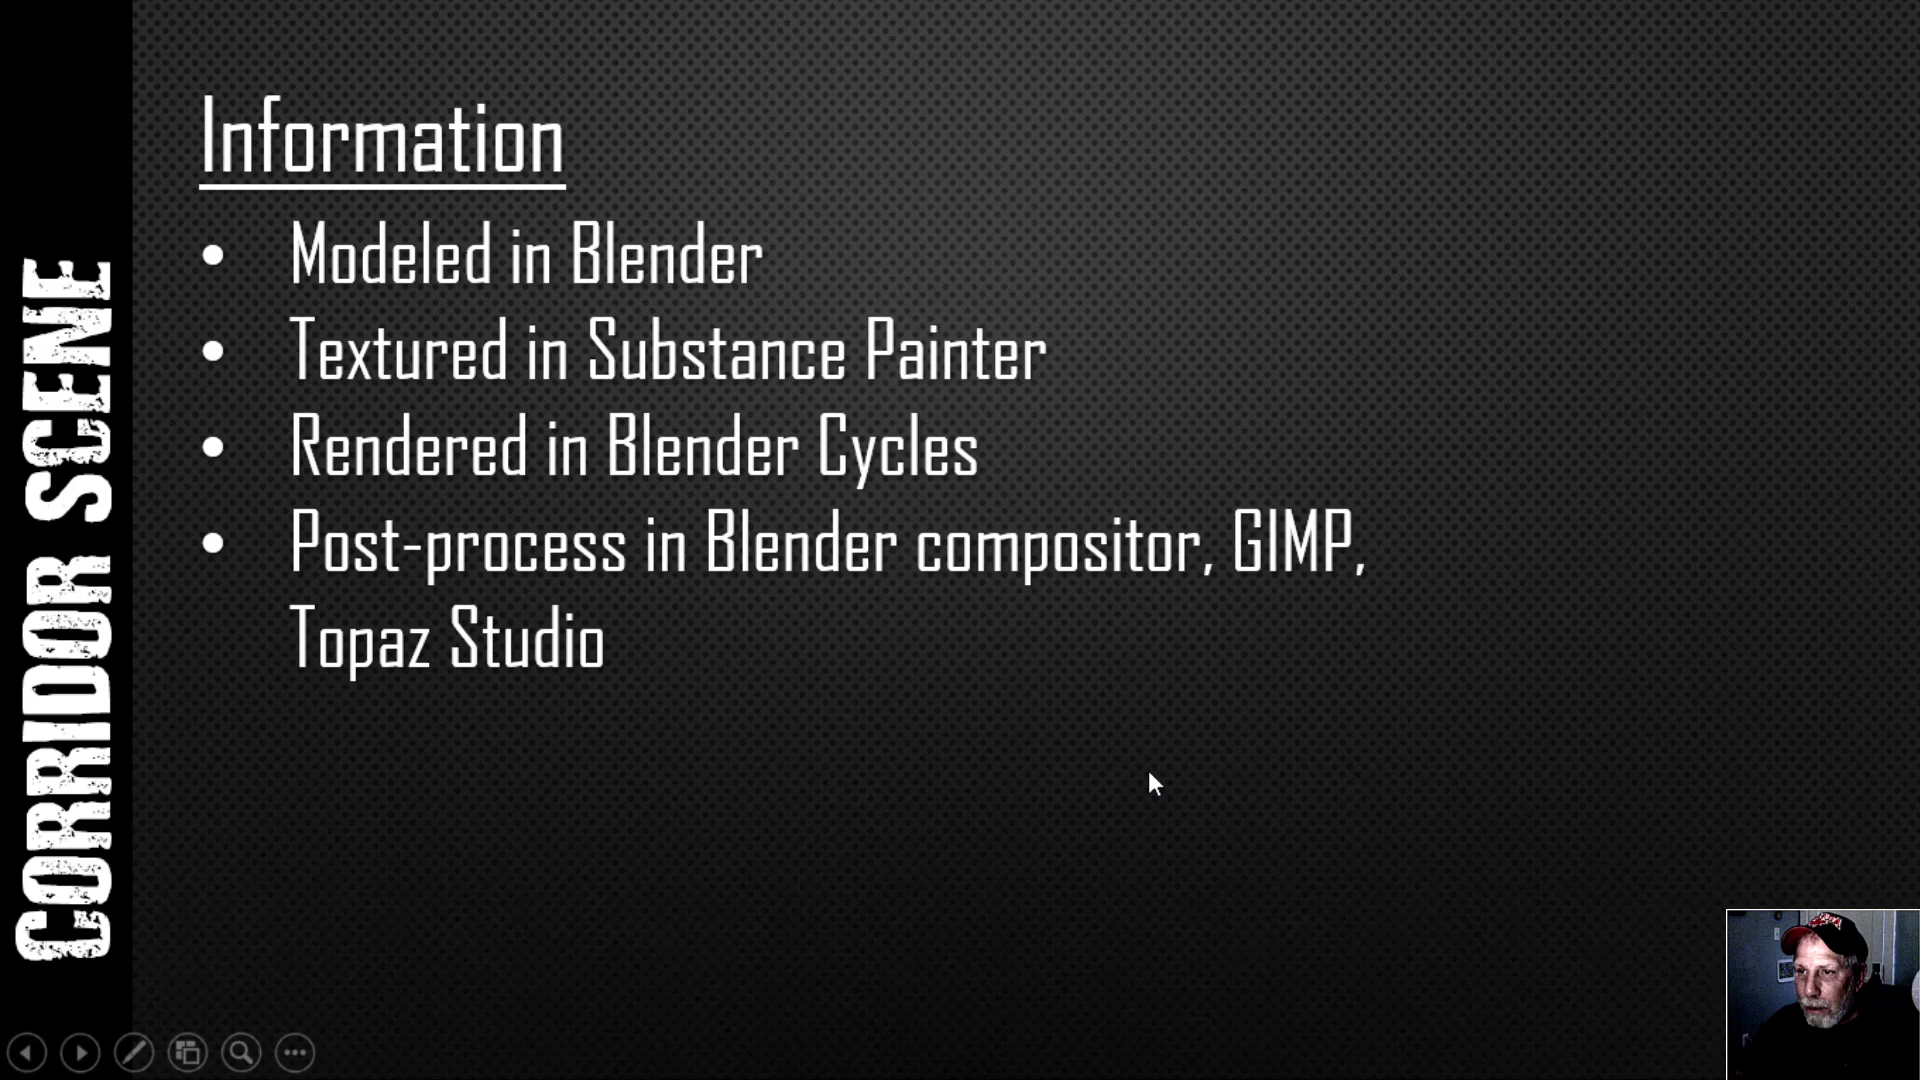 CORRIDOR SCENE
Information
• Modeled in Blender
• Textured in Substance Painter
• Rendered in Blender Cycles
• Post-process in Blender compositor, GIMP,
Topaz Studio